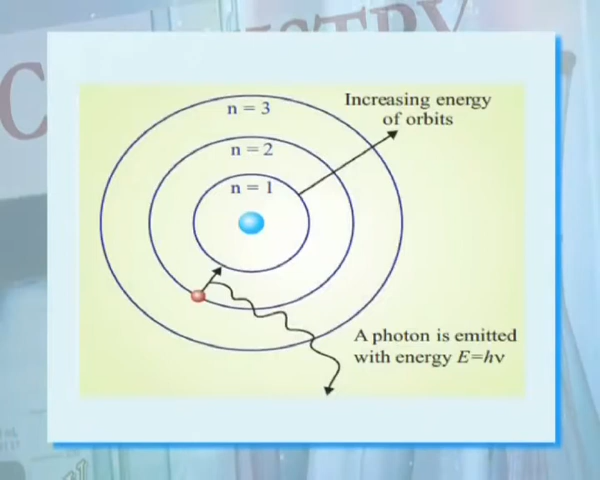 n = 3
n = 2
n = 1
Increasing energy
of orbits
A photon is emitted
with energy E=hν